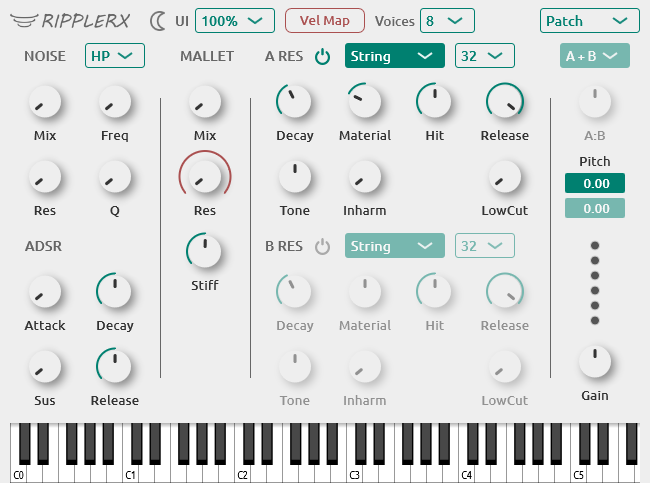 RIPPLERX UI 100% Vel Map Voices 8 Patch
NOISE HP MALLET A RES String 32 A + B
Mix Freq Mix Decay Material Hit Release A:B
Pitch
0.00
Res Q Res Tone Inharm LowCut
0.00
ADSR B RES String 32
Stiff
Attack Decay Decay Material Hit Release
Sus Release Tone Inharm LowCut Gain
C0 C1 C2 C3 C4 C5